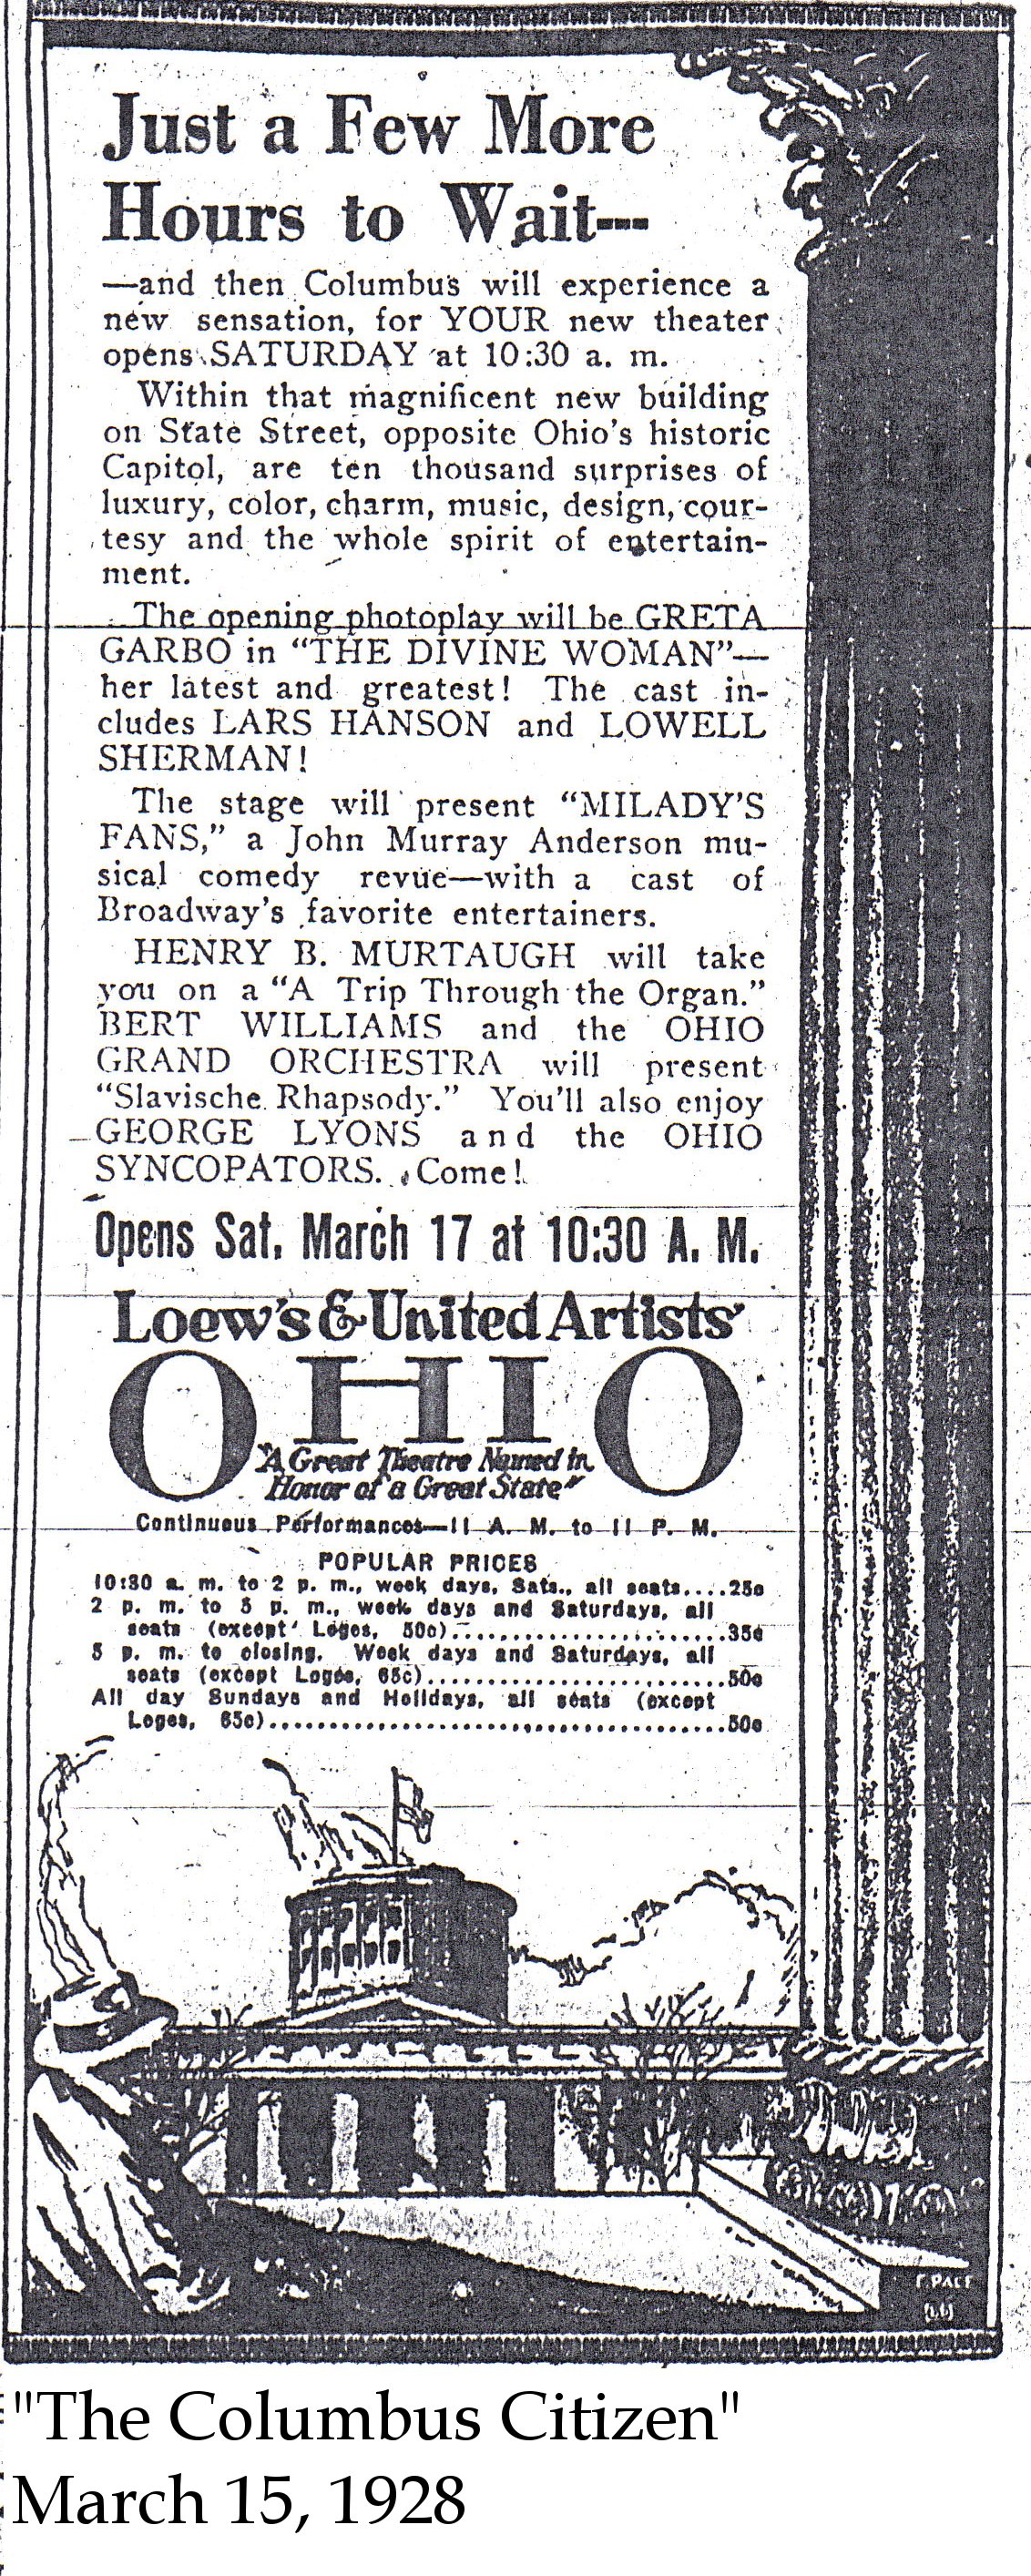 Just a Few More
Hours to Wait---
—and then Columbus will experience a
new sensation, for YOUR new theater
opens SATURDAY at 10:30 a. m.
Within that magnificent new building
on State Street, opposite Ohio's historic
Capitol, are ten thousand surprises of
luxury, color, charm, music, design, cour-
tesy and the whole spirit of entertain-
ment.
The opening photoplay will be GRETA
GARBO in “THE DIVINE WOMAN”—
her latest and greatest! The cast in-
cludes LARS HANSON and LOWELL
SHERMAN!
The stage will present “MILADY'S
FANS,” a John Murray Anderson mu-
sical comedy revue—with a cast of
Broadway's favorite entertainers.
HENRY B. MURTAUGH will take
you on a “A Trip Through the Organ.”
BERT WILLIAMS and the OHIO
GRAND ORCHESTRA will present
“Slavische Rhapsody.” You'll also enjoy
GEORGE LYONS and the OHIO
SYNCOPATORS. Come!
Opens Sat. March 17 at 10:30 A. M.
Loew's & United Artists'
OHIO
"A Great Theatre Named in
Honor of a Great State"
Continuous Performances—11 A. M. to 11 P. M.
POPULAR PRICES
10:30 a. m. to 2 p. m., week days, Sats., all seats....25c
2 p. m. to 5 p. m., week days and Saturdays, all
seats (except Loges, 50c)........................35c
5 p. m. to closing. Week days and Saturdays, all
seats (except Loges, 65c)..........................50c
All day Sundays and Holidays, all seats (except
Loges, 65c)........................................50c
"The Columbus Citizen"
March 15, 1928